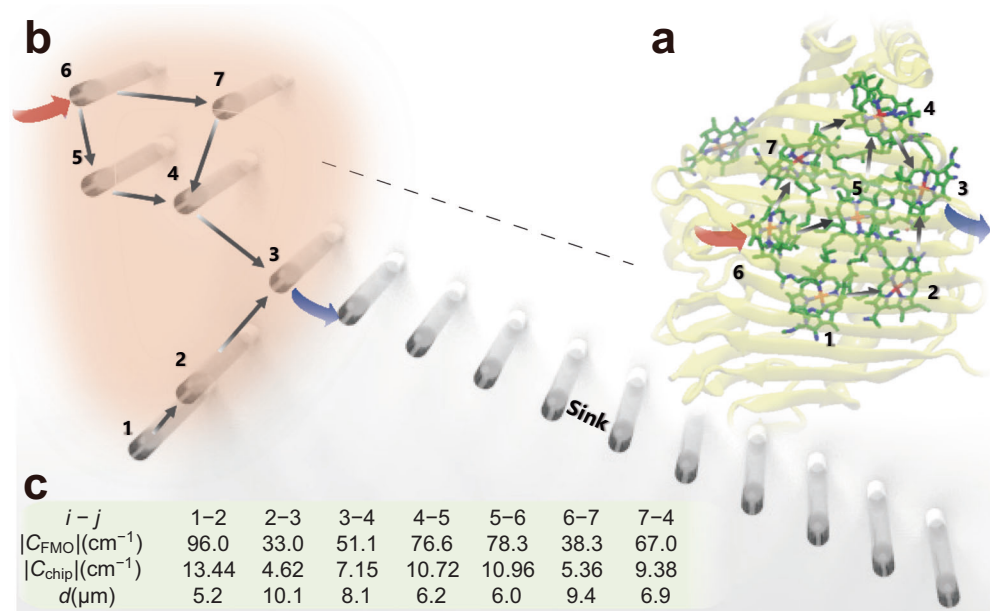 b
a
6
7
5
4
3
2
1
Sink
4
7
5
3
6
2
1
c
i − j 1−2 2−3 3−4 4−5 5−6 6−7 7−4
|C_FMO|(cm⁻¹) 96.0 33.0 51.1 76.6 78.3 38.3 67.0
|C_chip|(cm⁻¹) 13.44 4.62 7.15 10.72 10.96 5.36 9.38
d(μm) 5.2 10.1 8.1 6.2 6.0 9.4 6.9